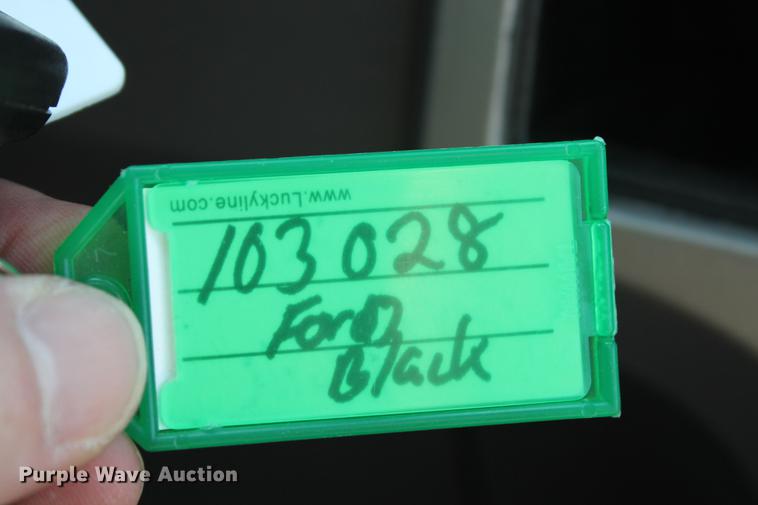 www.Luckyline.com
103028
Ford
Black
Purple Wave Auction